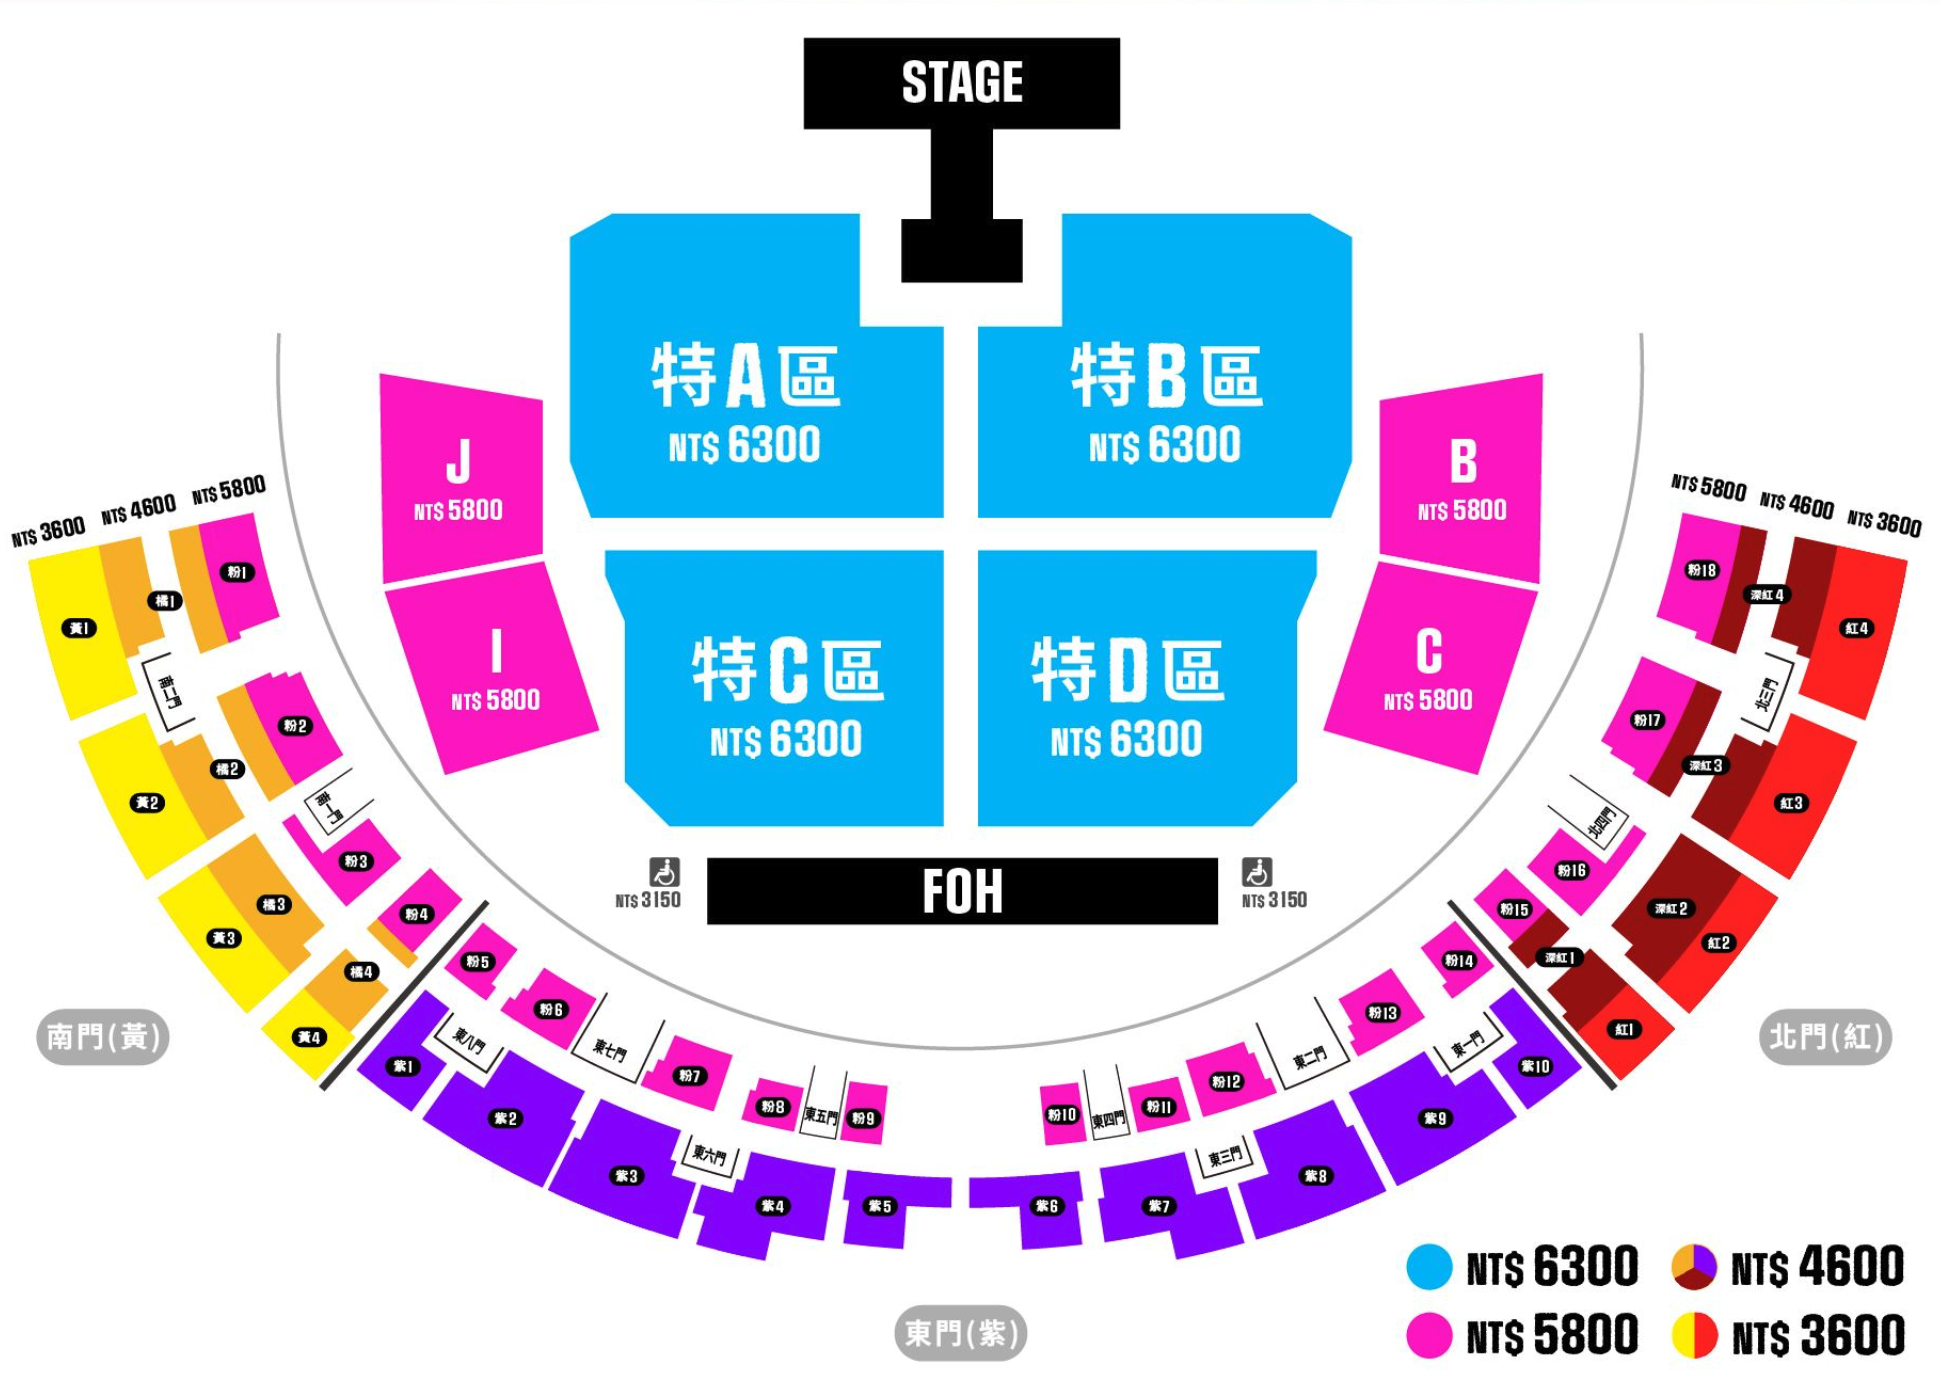 STAGE
特A區
NT$ 6300
特B區
NT$ 6300
J
NT$ 5800
B
NT$ 5800
I
NT$ 5800
特C區
NT$ 6300
特D區
NT$ 6300
C
NT$ 5800
NT$ 3150
FOH
NT$ 3150
NT$ 3600
NT$ 4600
NT$ 5800
NT$ 5800
NT$ 4600
NT$ 3600
黃1
橘1
粉1
南二門
黃2
橘2
粉2
南一門
黃3
橘3
粉3
黃4
橘4
粉4
粉18
深紅4
紅4
北三門
粉17
深紅3
紅3
北四門
粉16
深紅2
紅2
粉15
深紅1
紅1
粉5
粉6
東七門
粉7
粉8
東五門
粉9
粉10
東四門
粉11
粉12
東二門
粉13
粉14
紫1
東八門
紫2
紫3
東六門
紫4
紫5
紫6
紫7
東三門
紫8
紫9
東一門
紫10
南門(黃)
北門(紅)
東門(紫)
NT$ 6300
NT$ 4600
NT$ 5800
NT$ 3600